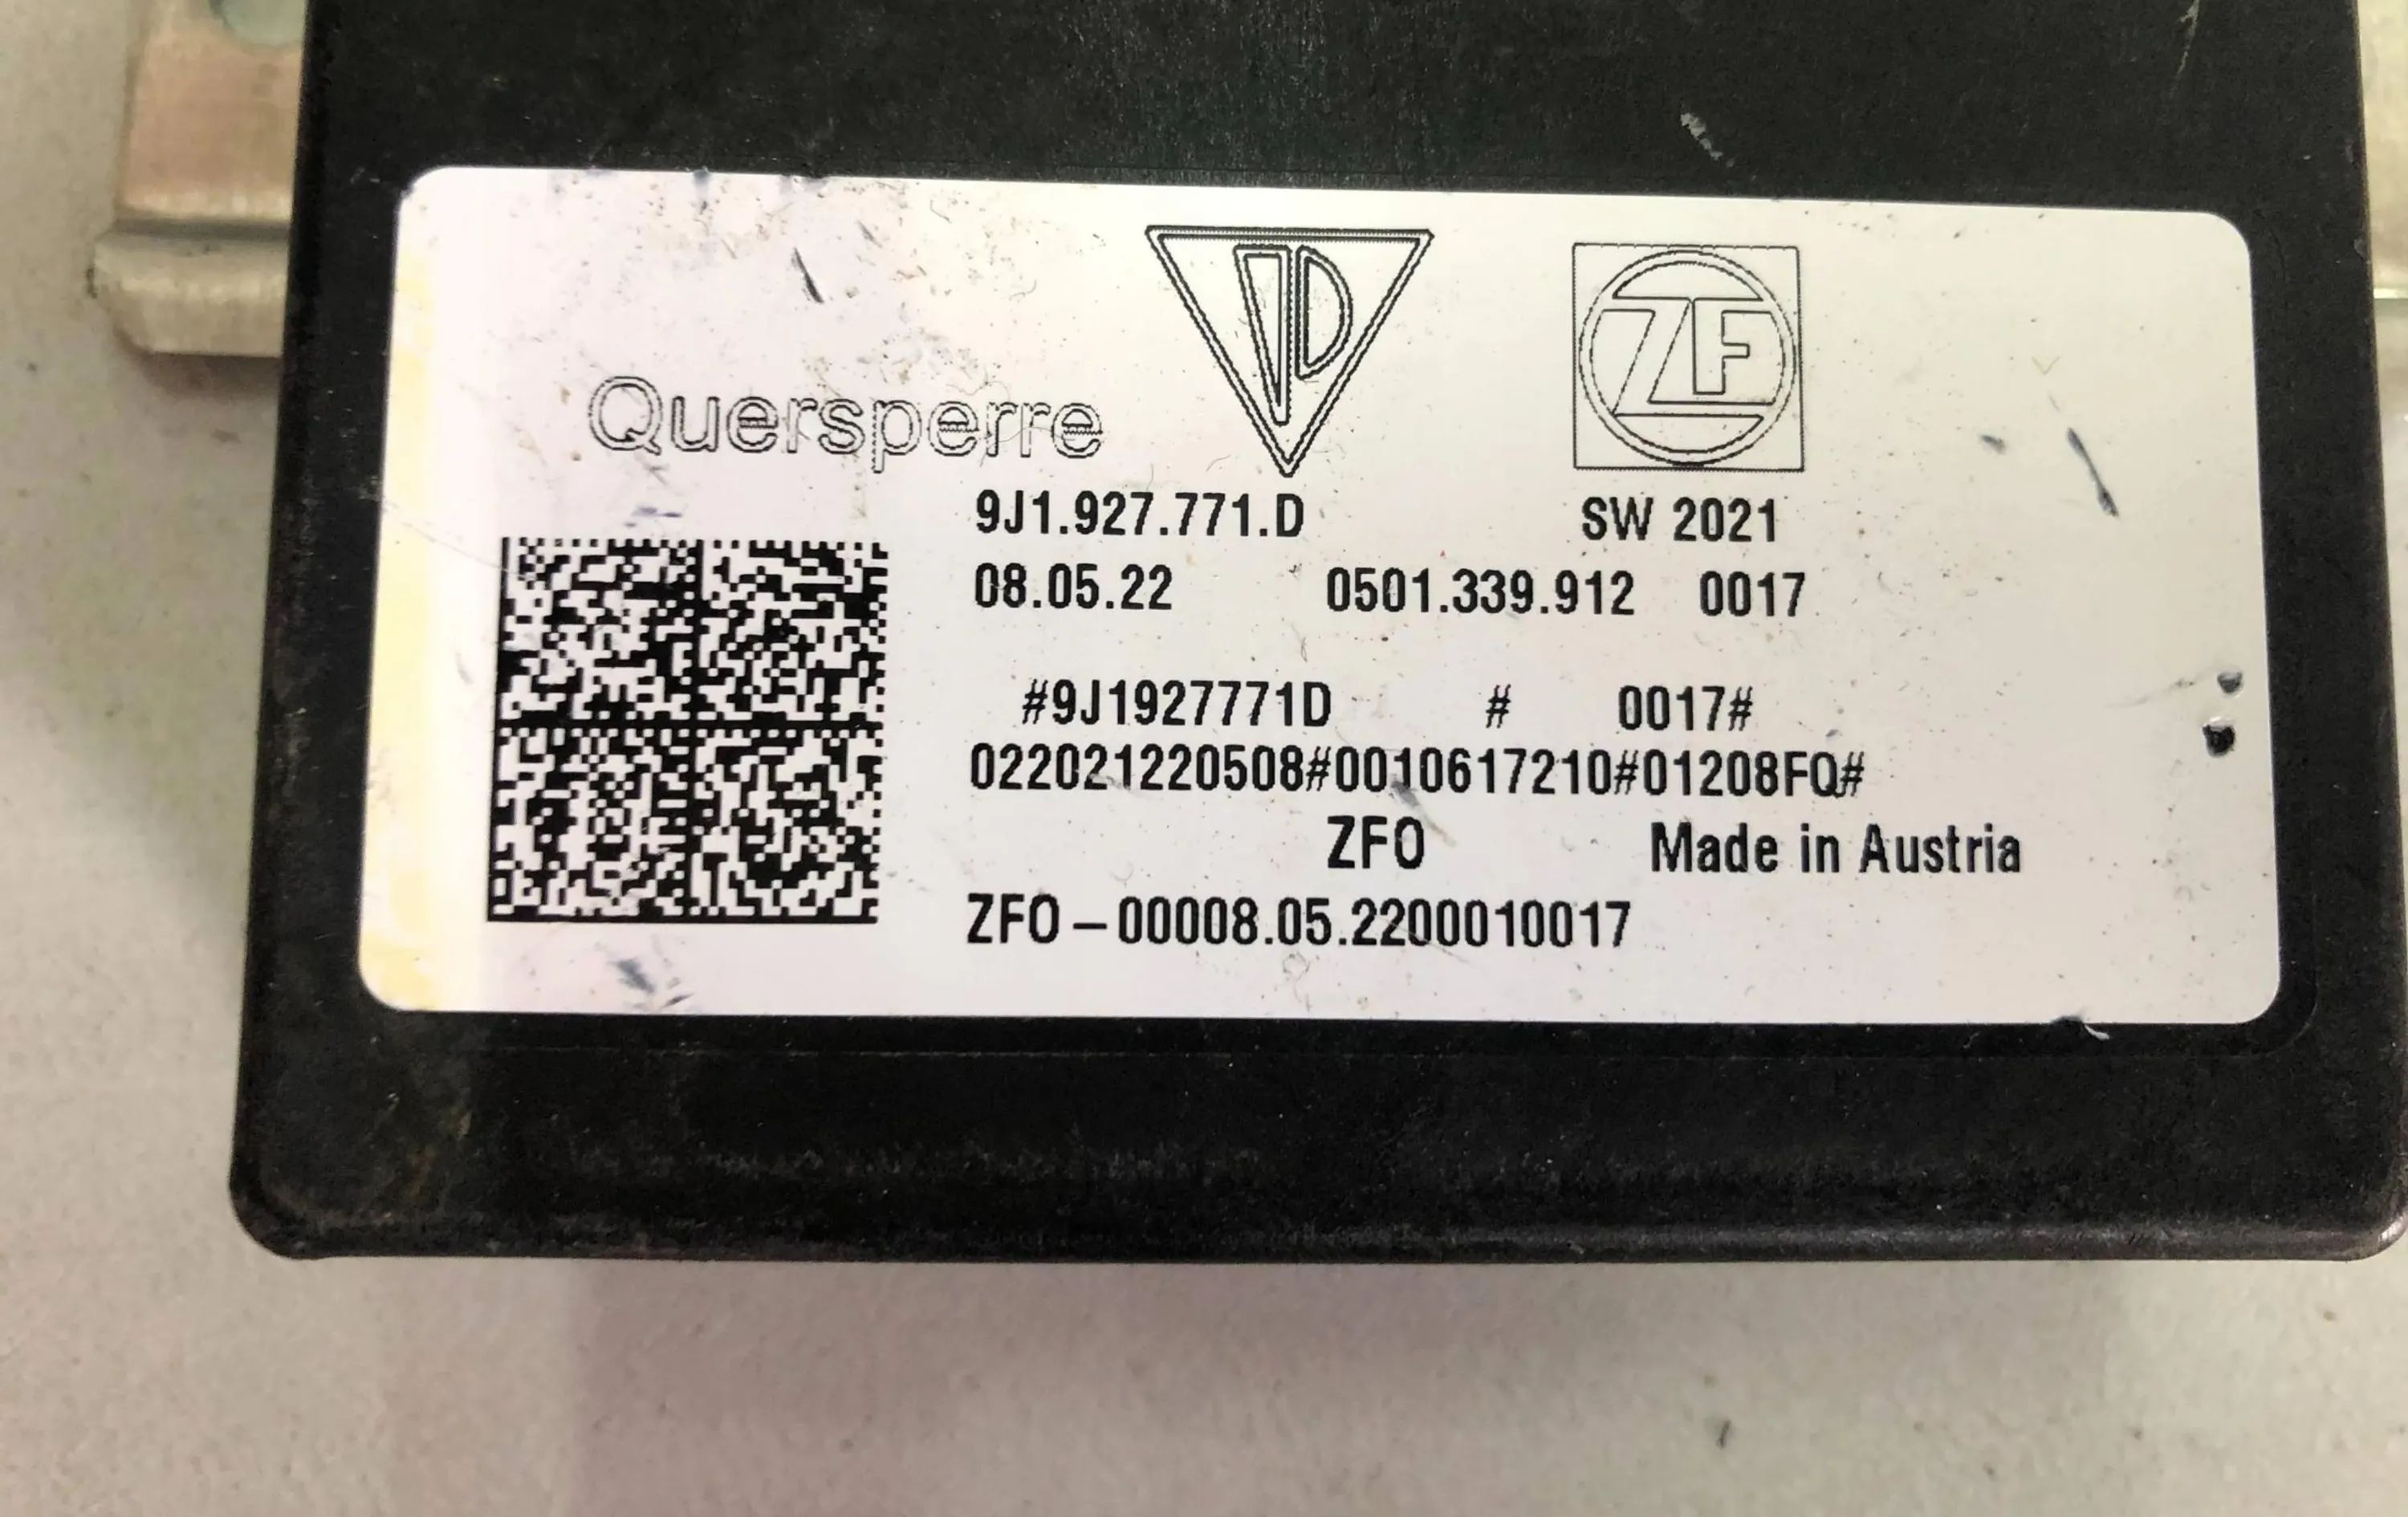 Quersperre
ZF
9J1.927.771.D SW 2021
08.05.22 0501.339.912 0017
#9J1927771D # 0017#
022021220508#0010617210#01208FQ#
ZFO Made in Austria
ZFO-00008.05.2200010017